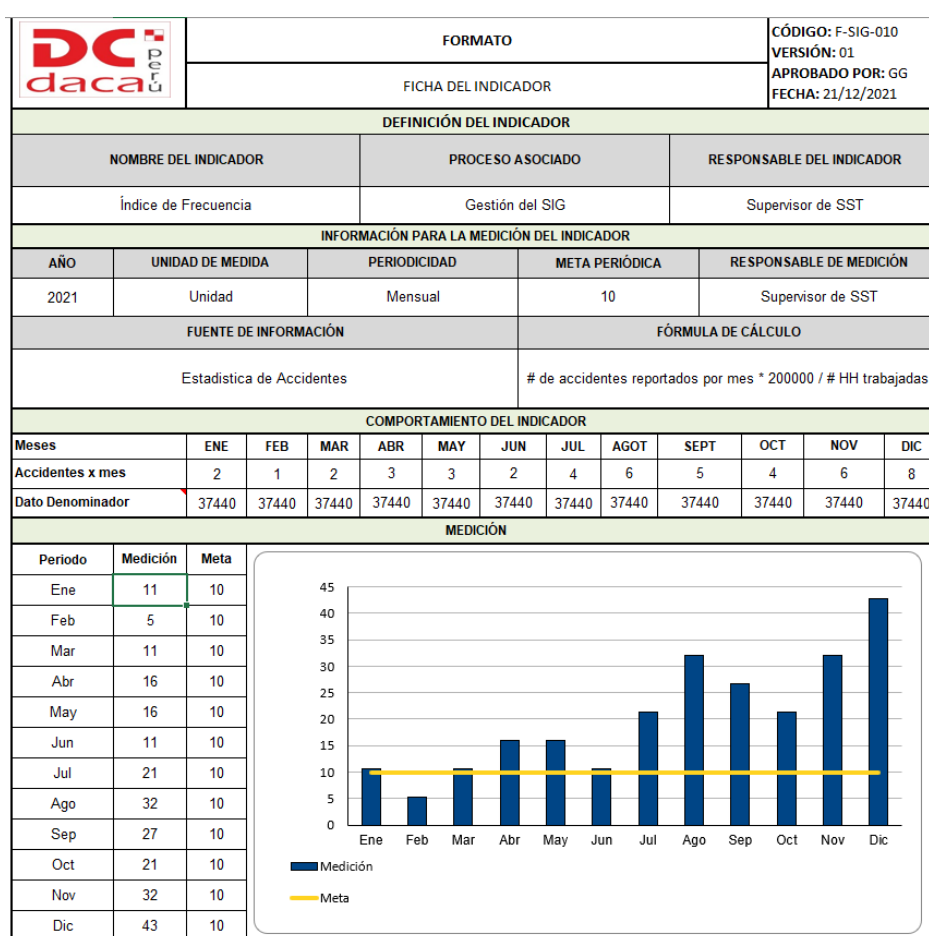 DC perú
daca
FORMATO
CÓDIGO: F-SIG-010
VERSIÓN: 01
APROBADO POR: GG
FECHA: 21/12/2021
FICHA DEL INDICADOR
DEFINICIÓN DEL INDICADOR
NOMBRE DEL INDICADOR PROCESO ASOCIADO RESPONSABLE DEL INDICADOR
Índice de Frecuencia Gestión del SIG Supervisor de SST
INFORMACIÓN PARA LA MEDICIÓN DEL INDICADOR
AÑO UNIDAD DE MEDIDA PERIODICIDAD META PERIÓDICA RESPONSABLE DE MEDICIÓN
2021 Unidad Mensual 10 Supervisor de SST
FUENTE DE INFORMACIÓN FÓRMULA DE CÁLCULO
Estadistica de Accidentes # de accidentes reportados por mes * 200000 / # HH trabajadas
COMPORTAMIENTO DEL INDICADOR
Meses ENE FEB MAR ABR MAY JUN JUL AGOT SEPT OCT NOV DIC
Accidentes x mes 2 1 2 3 3 2 4 6 5 4 6 8
Dato Denominador 37440 37440 37440 37440 37440 37440 37440 37440 37440 37440 37440 37440
MEDICIÓN
Periodo Medición Meta
Ene 11 10
Feb 5 10
Mar 11 10
Abr 16 10
May 16 10
Jun 11 10
Jul 21 10
Ago 32 10
Sep 27 10
Oct 21 10
Nov 32 10
Dic 43 10
45
40
35
30
25
20
15
10
5
0
Ene Feb Mar Abr May Jun Jul Ago Sep Oct Nov Dic
Medición
Meta